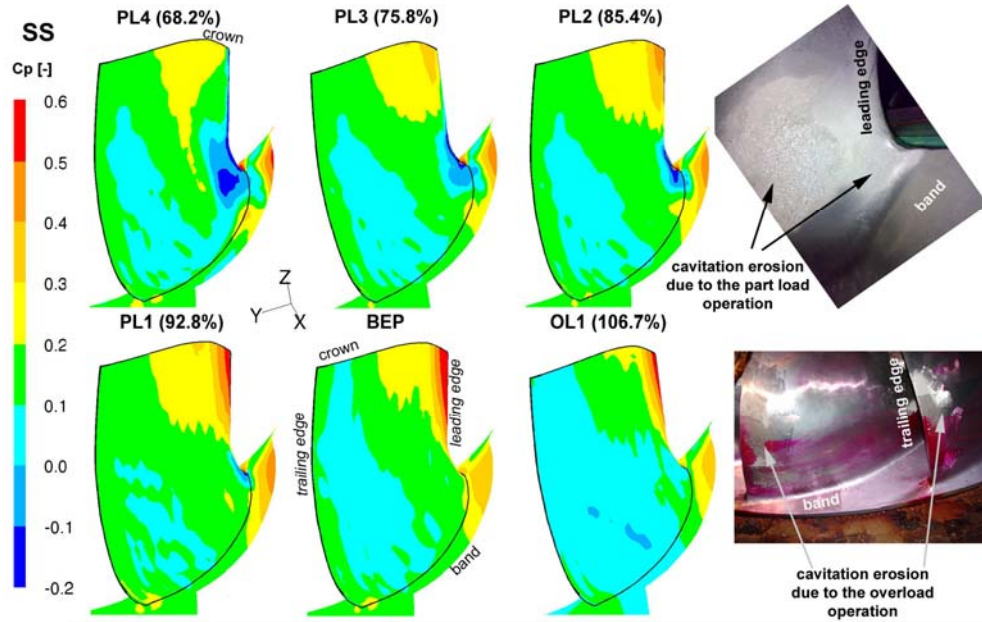 SS
Cp [-]
0.6
0.5
0.4
0.3
0.2
0.1
0.0
-0.1
-0.2
PL4 (68.2%)
crown
PL3 (75.8%)
PL2 (85.4%)
leading edge
band
cavitation erosion
due to the part load
operation
Z
Y
X
PL1 (92.8%)
BEP
crown
trailing edge
leading edge
band
OL1 (106.7%)
trailing edge
band
cavitation erosion
due to the overload
operation